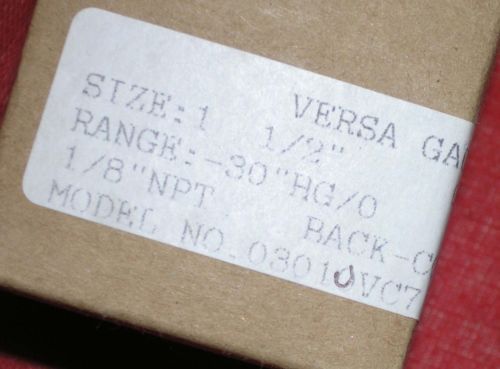 VERSA GA
SIZE:1 1/2"
RANGE:-30"HG/0
1/8"NPT BACK-C
MODEL NO.03010VC7